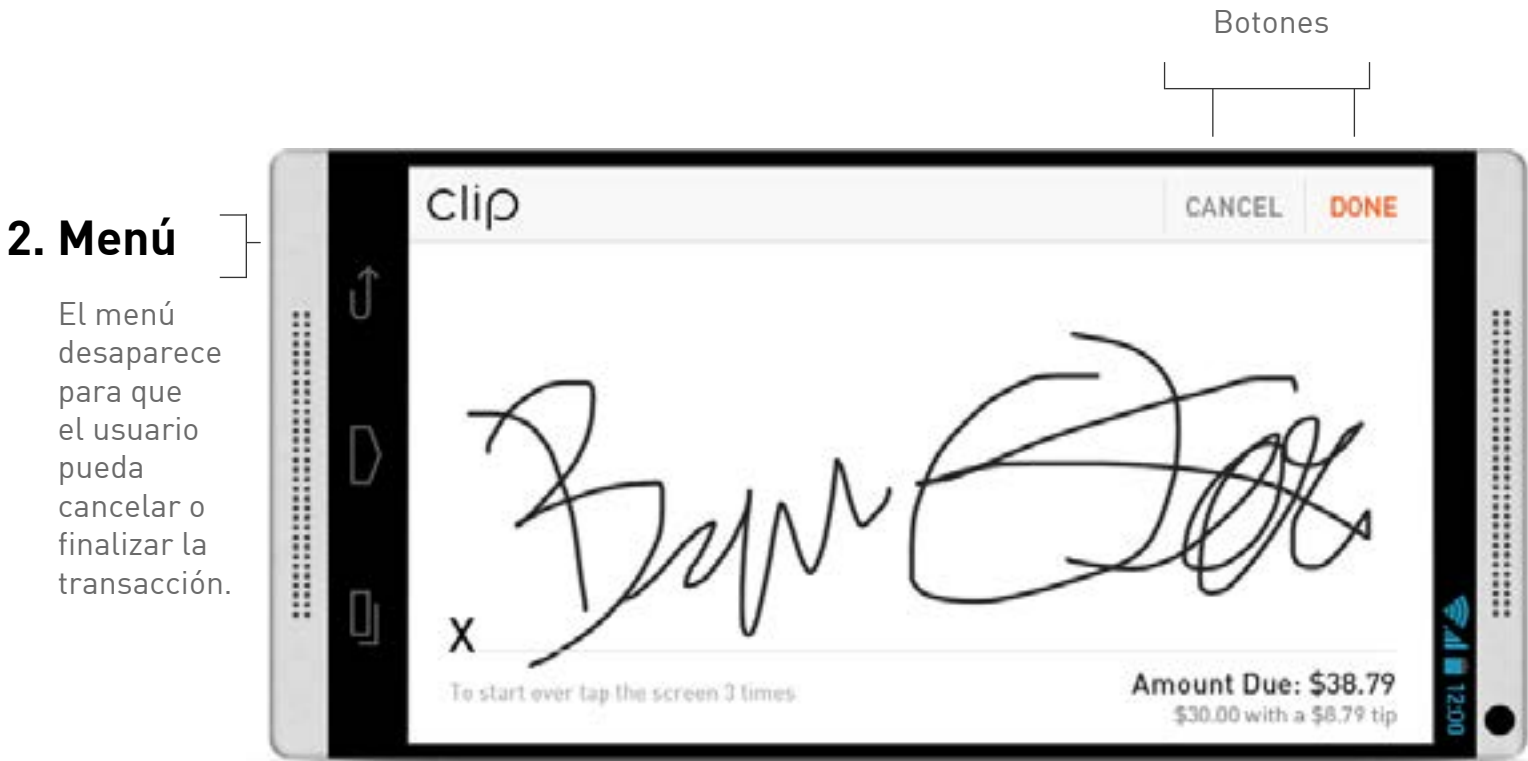 Botones
clip
CANCEL
DONE
2. Menú
El menú
desaparece
para que
el usuario
pueda
cancelar o
finalizar la
transacción.
X
To start over tap the screen 3 times
Amount Due: $38.79
$30.00 with a $8.79 tip
12:00